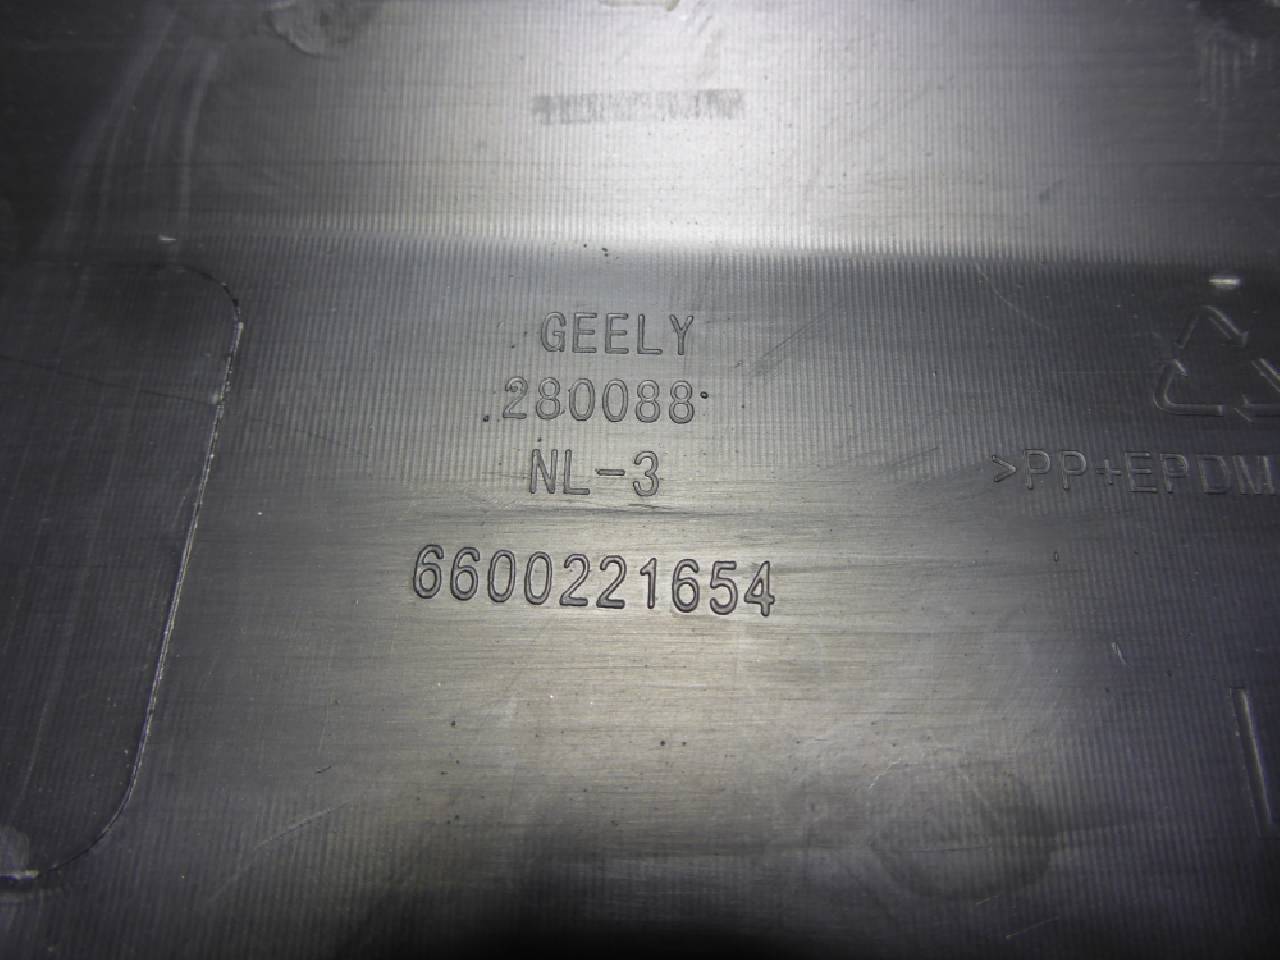 GEELY
280088
NL-3
>PP+EPDM
6600221654